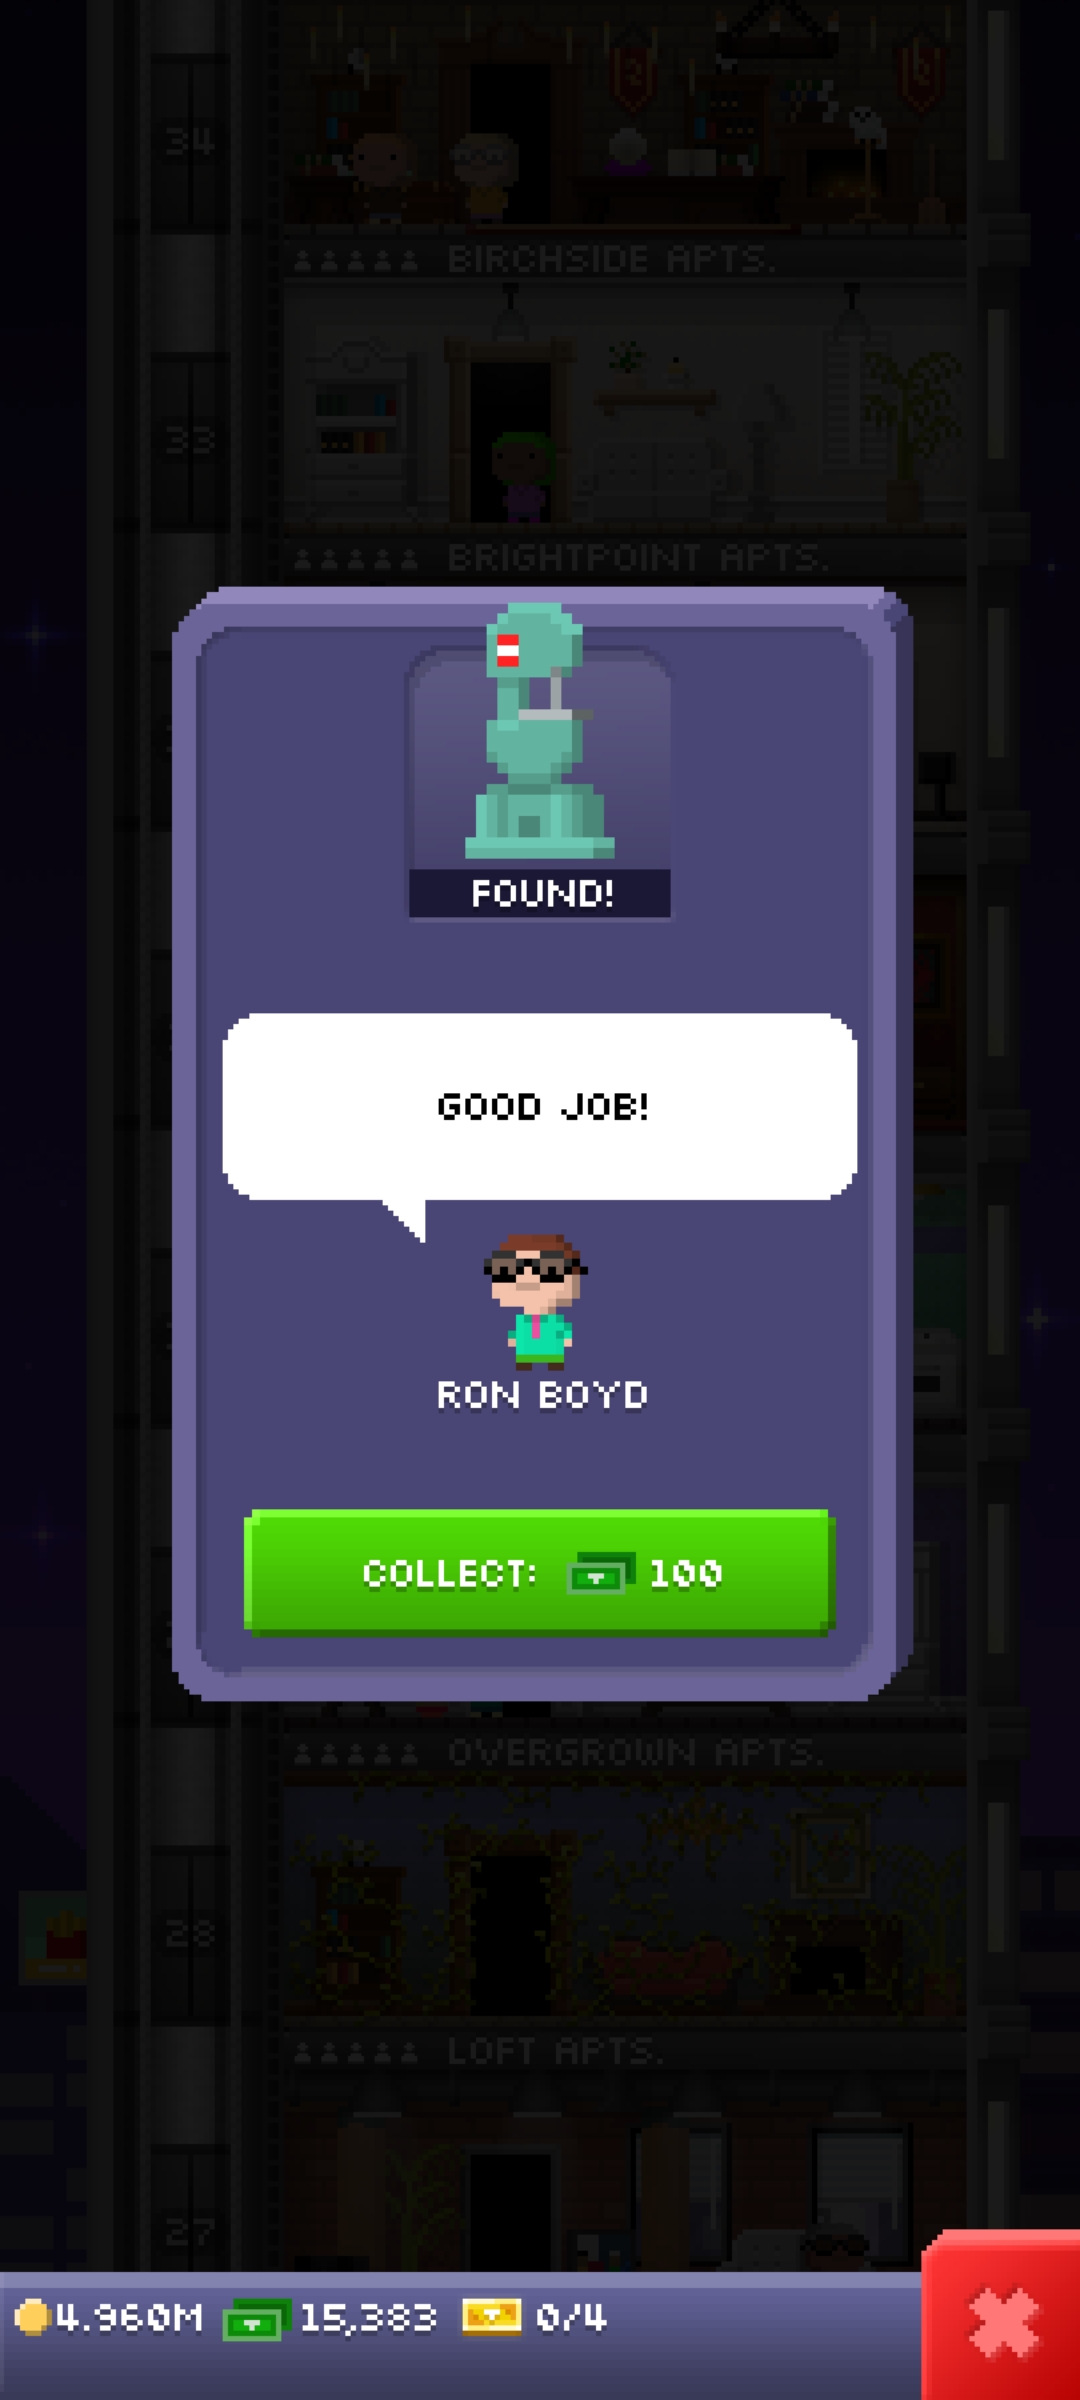 34
BIRCHSIDE APTS.
33
BRIGHTPOINT APTS.
FOUND!
GOOD JOB!
RON BOYD
COLLECT: 100
OVERGROWN APTS.
28
LOFT APTS.
27
4.960M 15,383 0/4